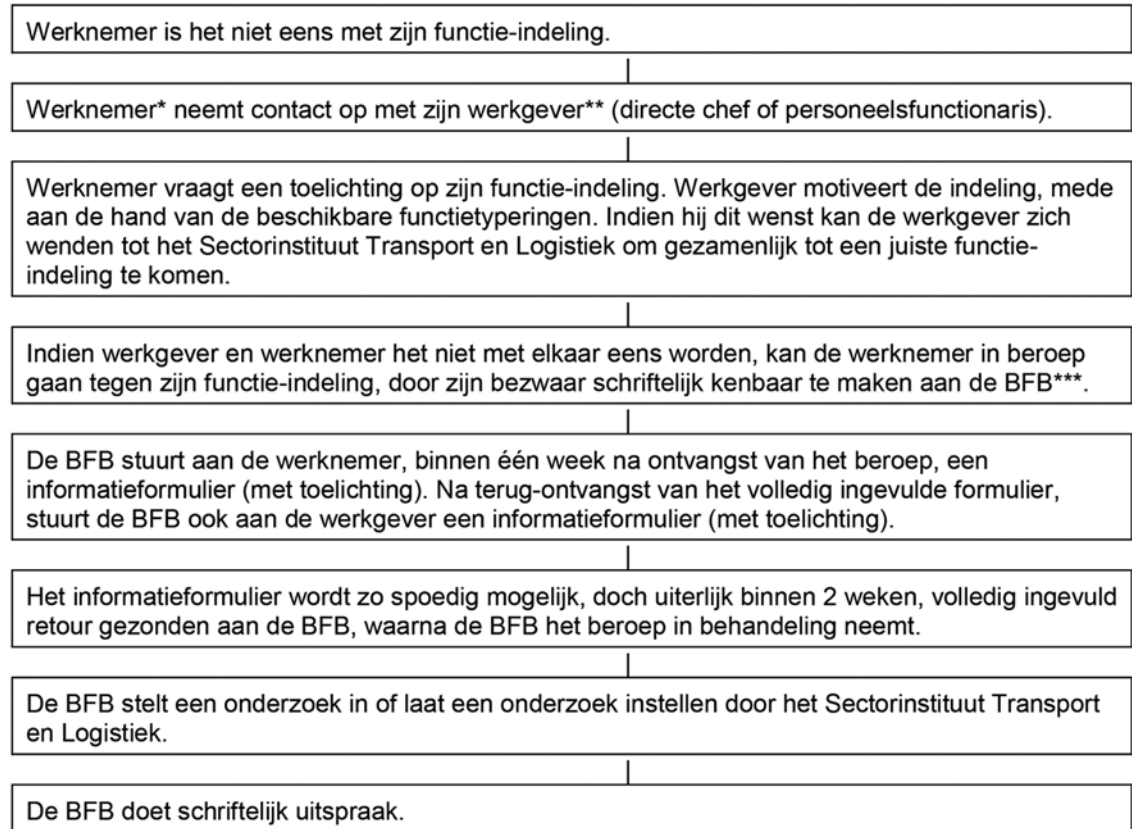 Werknemer is het niet eens met zijn functie-indeling.
Werknemer* neemt contact op met zijn werkgever** (directe chef of personeelsfunctionaris).
Werknemer vraagt een toelichting op zijn functie-indeling. Werkgever motiveert de indeling, mede
aan de hand van de beschikbare functietyperingen. Indien hij dit wenst kan de werkgever zich
wenden tot het Sectorinstituut Transport en Logistiek om gezamenlijk tot een juiste functie-
indeling te komen.
Indien werkgever en werknemer het niet met elkaar eens worden, kan de werknemer in beroep
gaan tegen zijn functie-indeling, door zijn bezwaar schriftelijk kenbaar te maken aan de BFB***.
De BFB stuurt aan de werknemer, binnen één week na ontvangst van het beroep, een
informatieformulier (met toelichting). Na terug-ontvangst van het volledig ingevulde formulier,
stuurt de BFB ook aan de werkgever een informatieformulier (met toelichting).
Het informatieformulier wordt zo spoedig mogelijk, doch uiterlijk binnen 2 weken, volledig ingevuld
retour gezonden aan de BFB, waarna de BFB het beroep in behandeling neemt.
De BFB stelt een onderzoek in of laat een onderzoek instellen door het Sectorinstituut Transport
en Logistiek.
De BFB doet schriftelijk uitspraak.